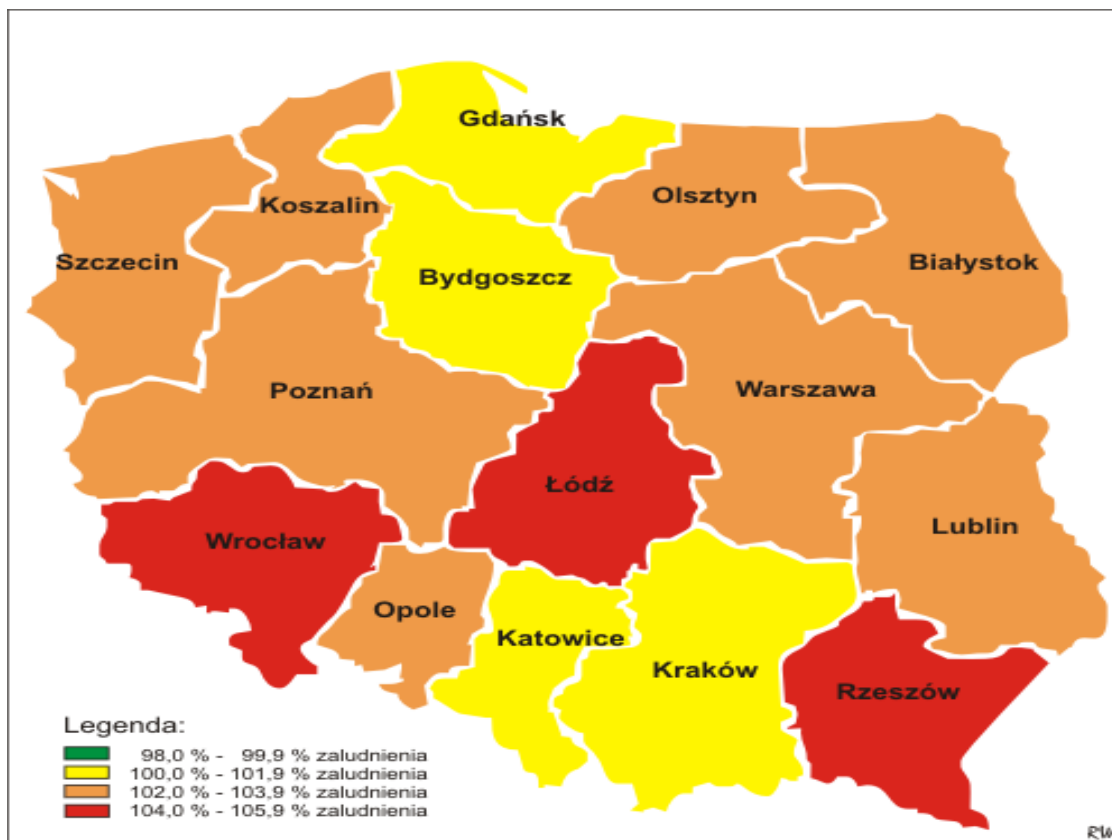 Gdańsk
Koszalin
Olsztyn
Szczecin
Białystok
Bydgoszcz
Poznań
Warszawa
Łódź
Wrocław
Lublin
Opole
Katowice
Kraków
Rzeszów
Legenda:
98,0 % - 99,9 % zaludnienia
100,0 % - 101,9 % zaludnienia
102,0 % - 103,9 % zaludnienia
104,0 % - 105,9 % zaludnienia
RW